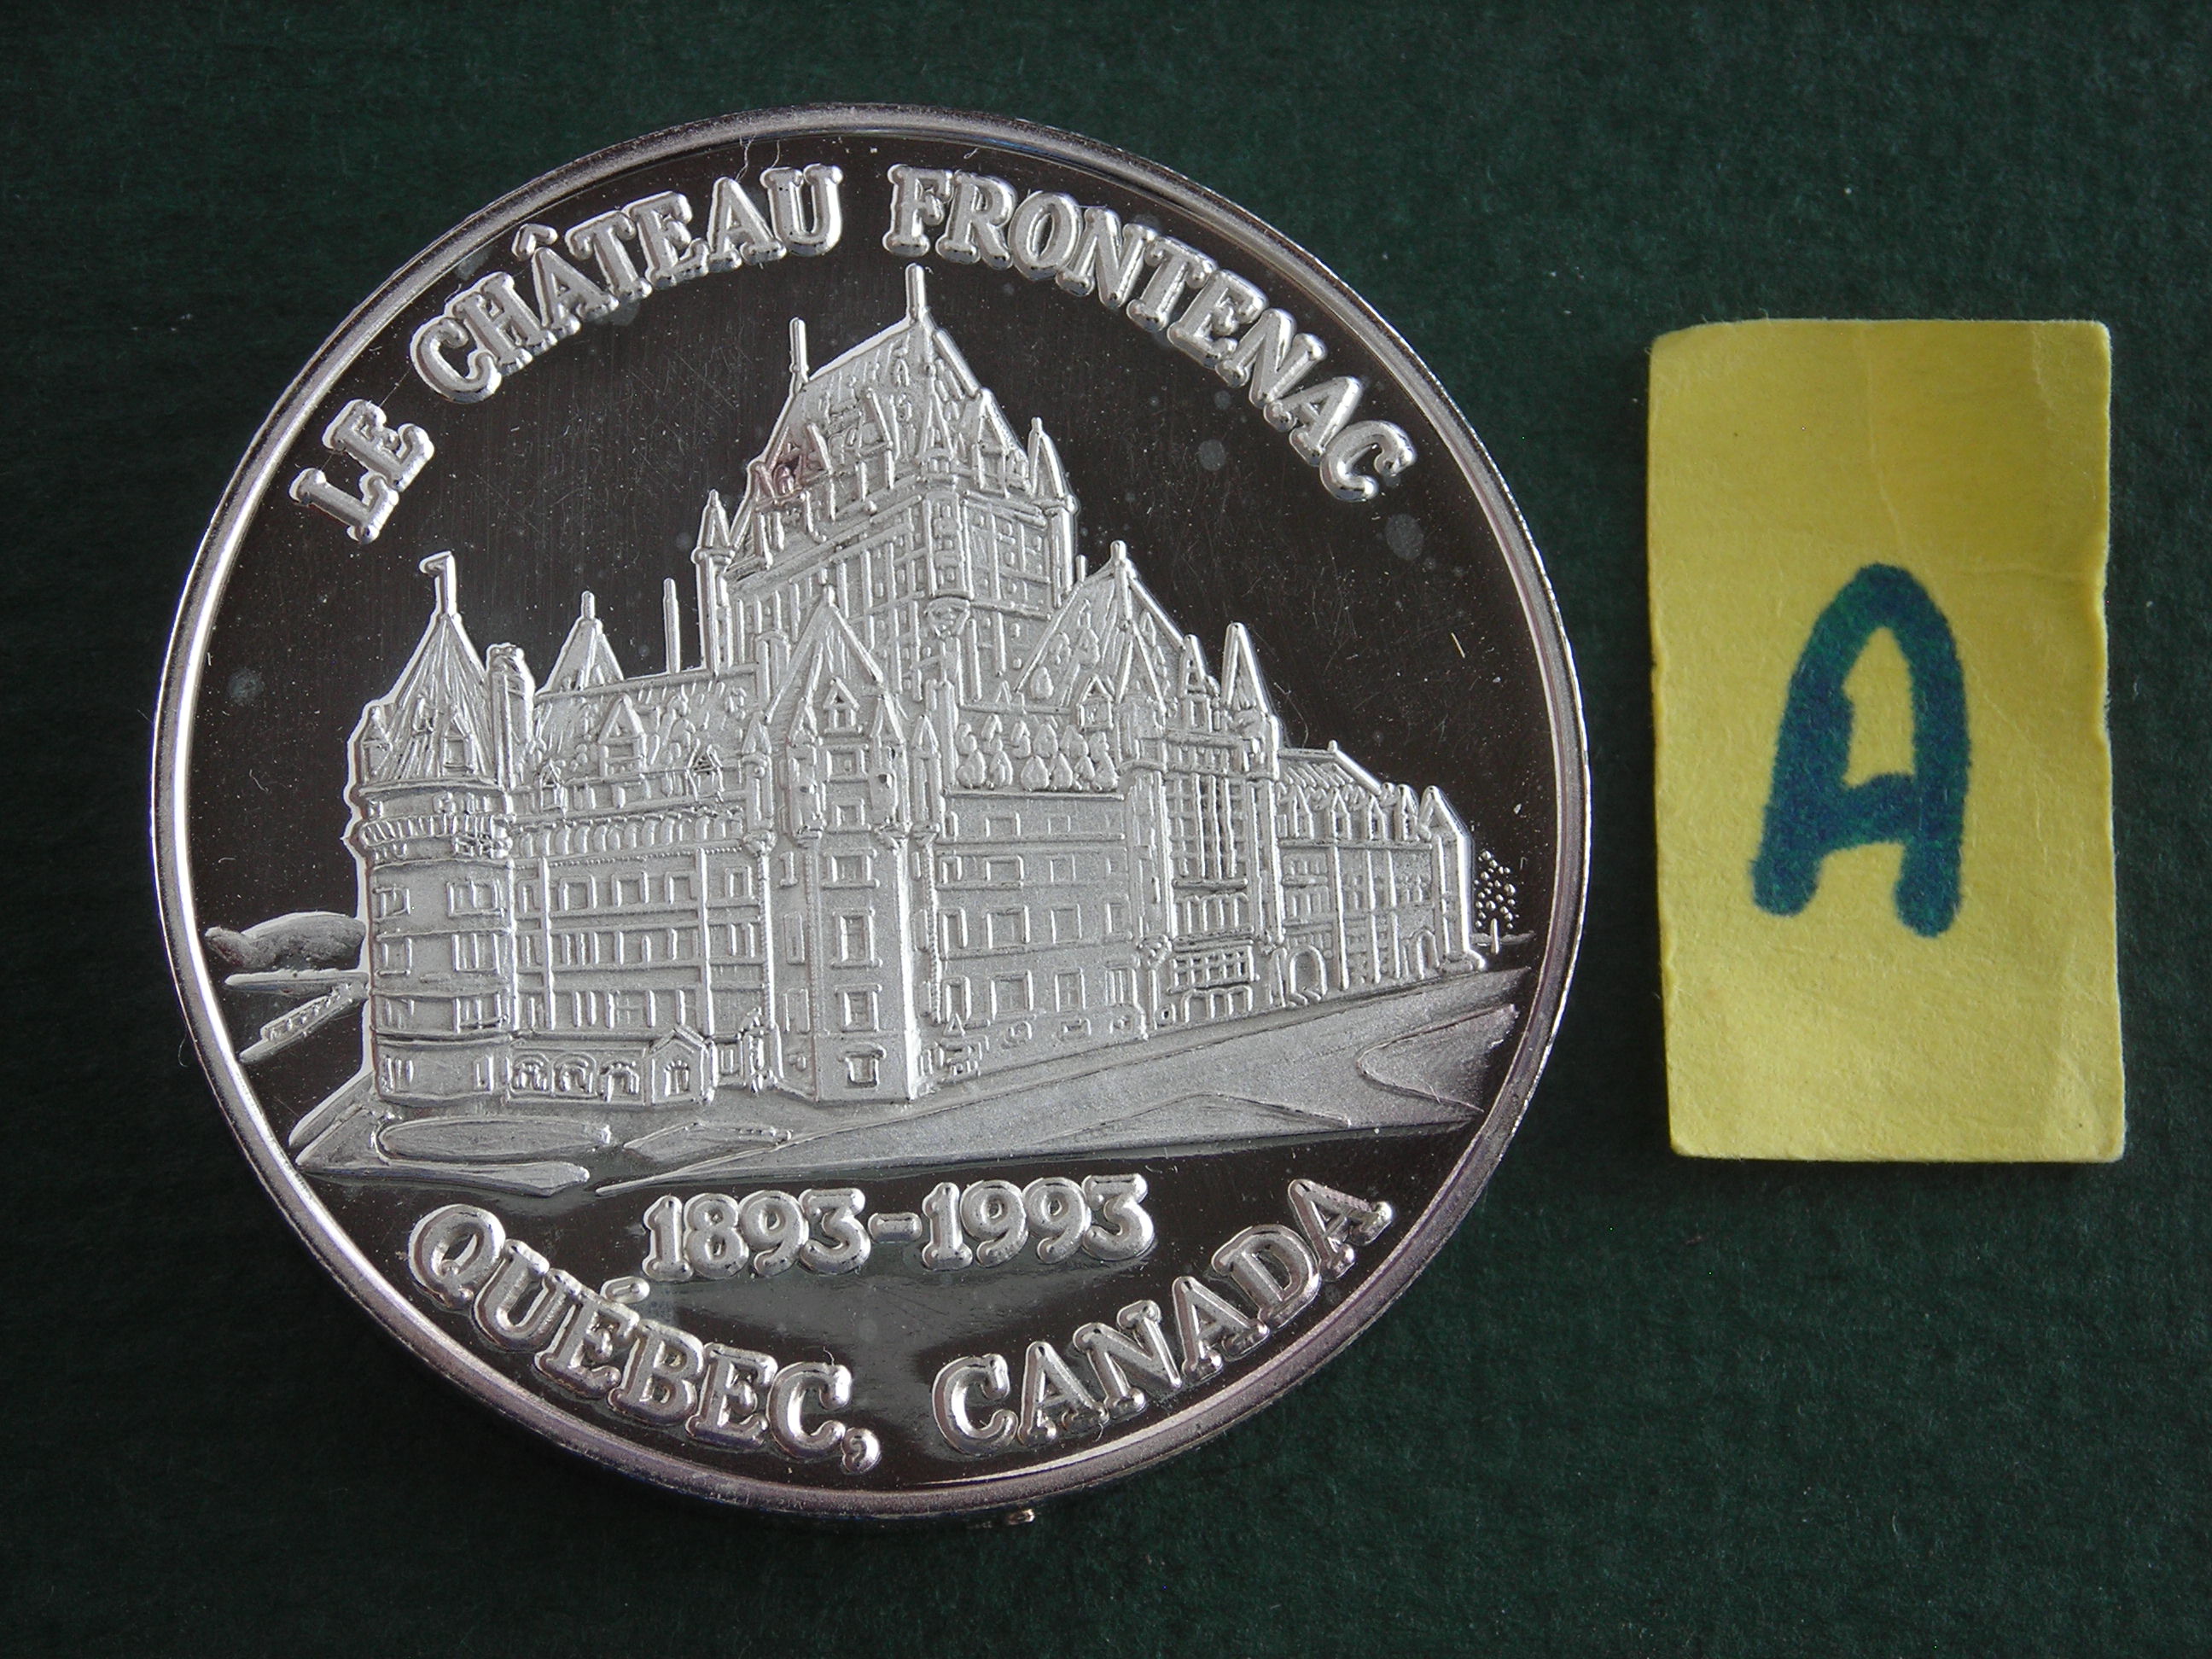 LE CHÂTEAU FRONTENAC
1893-1993
QUÉBEC, CANADA
A